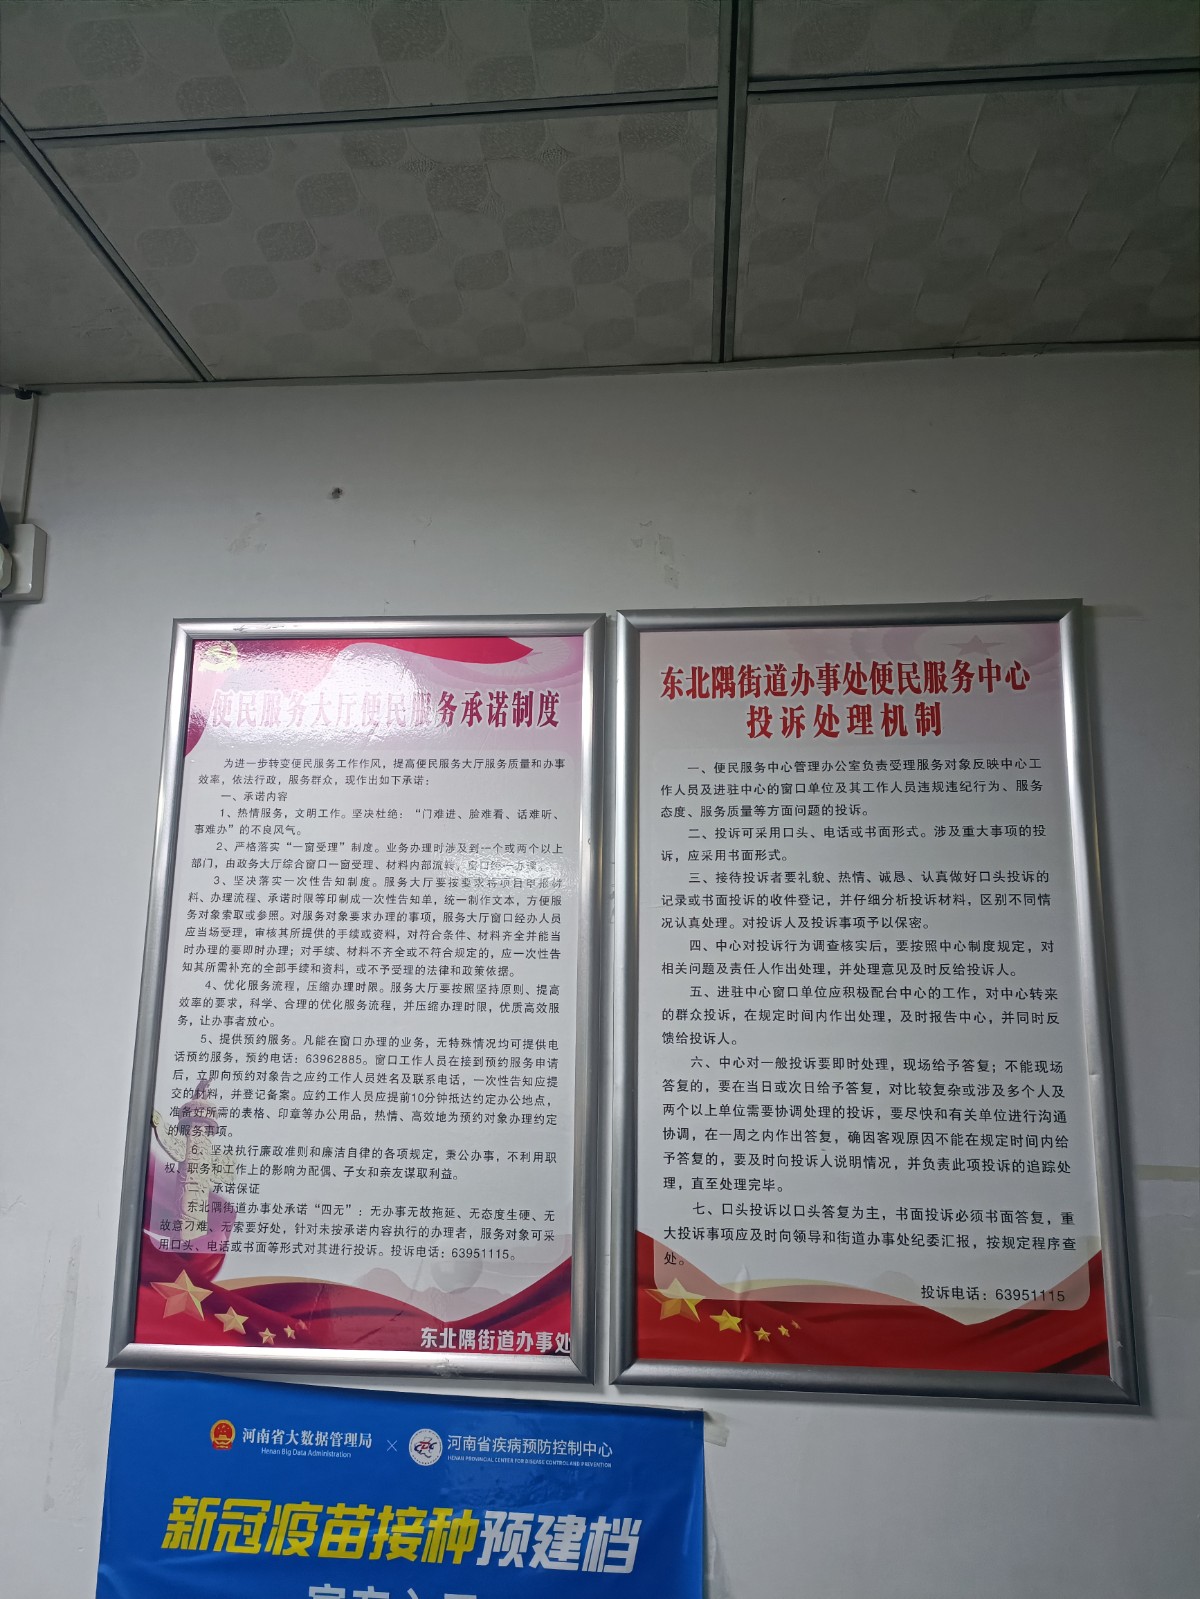 便民服务大厅便民服务承诺制度
为进一步转变便民服务工作作风，提高便民服务大厅服务质量和办事
效率，依法行政，服务群众，现作出如下承诺：
一、承诺内容
1、热情服务，文明工作。坚决杜绝：“门难进、脸难看、话难听、
事难办”的不良风气。
2、严格落实“一窗受理”制度。业务办理时涉及到一个或两个以上
部门，由政务大厅综合窗口一窗受理、材料内部流转，窗口统一办理。
3、坚决落实一次性告知制度。服务大厅要按要求将项目申报材
料、办理流程、承诺时限等印制成一次性告知单，统一制作文本，方便服
务对象索取或参照。对服务对象要求办理的事项，服务大厅窗口经办人员
应当场受理，审核其所提供的手续或资料，对符合条件、材料齐全并能当
时办理的要即时办理；对手续、材料不齐全或不符合规定的，应一次性告
知其所需补充的全部手续和资料，或不予受理的法律和政策依据。
4、优化服务流程，压缩办理时限。服务大厅要按照坚持原则、提高
效率的要求，科学、合理的优化服务流程，并压缩办理时限，优质高效服
务，让办事者放心。
5、提供预约服务。凡能在窗口办理的业务，无特殊情况均可提供电
话预约服务，预约电话：63962885。窗口工作人员在接到预约服务申请
后，立即向预约对象告之应约工作人员姓名及联系电话，一次性告知应提
交的材料，并登记备案。应约工作人员应提前10分钟抵达约定办公地点，
准备好所需的表格、印章等办公用品，热情、高效地为预约对象办理约定
的服务事项。
6、坚决执行廉政准则和廉洁自律的各项规定，秉公办事，不利用职
权、职务和工作上的影响为配偶、子女和亲友谋取利益。
二、承诺保证
东北隅街道办事处承诺“四无”：无办事无故拖延、无态度生硬、无
故意刁难、无索要好处，针对未按承诺内容执行的办理者，服务对象可采
用口头、电话或书面等形式对其进行投诉。投诉电话：63951115。
东北隅街道办事处
东北隅街道办事处便民服务中心
投诉处理机制
一、便民服务中心管理办公室负责受理服务对象反映中心工
作人员及进驻中心的窗口单位及其工作人员违规违纪行为、服务
态度、服务质量等方面问题的投诉。
二、投诉可采用口头、电话或书面形式。涉及重大事项的投
诉，应采用书面形式。
三、接待投诉者要礼貌、热情、诚恳、认真做好口头投诉的
记录或书面投诉的收件登记，并仔细分析投诉材料，区别不同情
况认真处理。对投诉人及投诉事项予以保密。
四、中心对投诉行为调查核实后，要按照中心制度规定，对
相关问题及责任人作出处理，并处理意见及时反给投诉人。
五、进驻中心窗口单位应积极配台中心的工作，对中心转来
的群众投诉，在规定时间内作出处理，及时报告中心，并同时反
馈给投诉人。
六、中心对一般投诉要即时处理，现场给予答复；不能现场
答复的，要在当日或次日给予答复，对比较复杂或涉及多个人及
两个以上单位需要协调处理的投诉，要尽快和有关单位进行沟通
协调，在一周之内作出答复，确因客观原因不能在规定时间内给
予答复的，要及时向投诉人说明情况，并负责此项投诉的追踪处
理，直至处理完毕。
七、口头投诉以口头答复为主，书面投诉必须书面答复，重
大投诉事项应及时向领导和街道办事处纪委汇报，按规定程序查
处。
投诉电话：63951115
河南省大数据管理局
Henan Big Data Administration
×
河南省疾病预防控制中心
HENAN PROVINCIAL CENTER FOR DISEASE CONTROL AND PREVENTION
新冠疫苗接种预建档